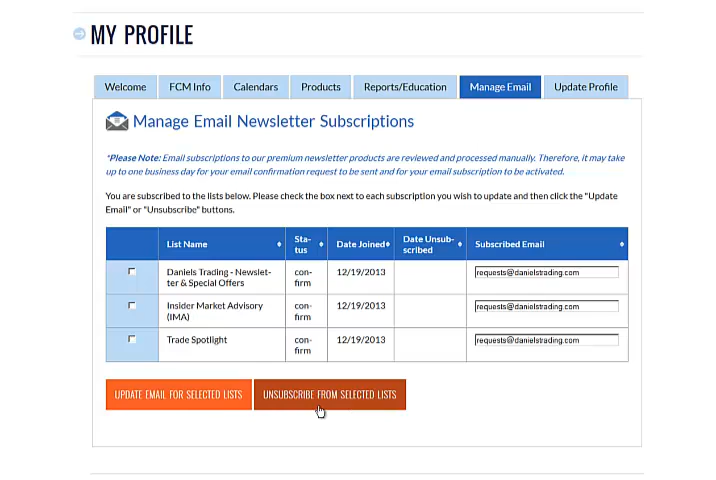 MY PROFILE
Welcome
FCM Info
Calendars
Products
Reports/Education
Manage Email
Update Profile
Manage Email Newsletter Subscriptions
*Please Note: Email subscriptions to our premium newsletter products are reviewed and processed manually. Therefore, it may take
up to one business day for your email confirmation request to be sent and for your email subscription to be activated.
You are subscribed to the lists below. Please check the box next to each subscription you wish to update and then click the "Update
Email" or "Unsubscribe" buttons.
List Name
Sta-
tus
Date Joined
Date Unsub-
scribed
Subscribed Email
Daniels Trading - Newslet-
ter & Special Offers
con-
firm
12/19/2013
requests@danielstrading.com
Insider Market Advisory
(IMA)
con-
firm
12/19/2013
requests@danielstrading.com
Trade Spotlight
con-
firm
12/19/2013
requests@danielstrading.com
UPDATE EMAIL FOR SELECTED LISTS
UNSUBSCRIBE FROM SELECTED LISTS